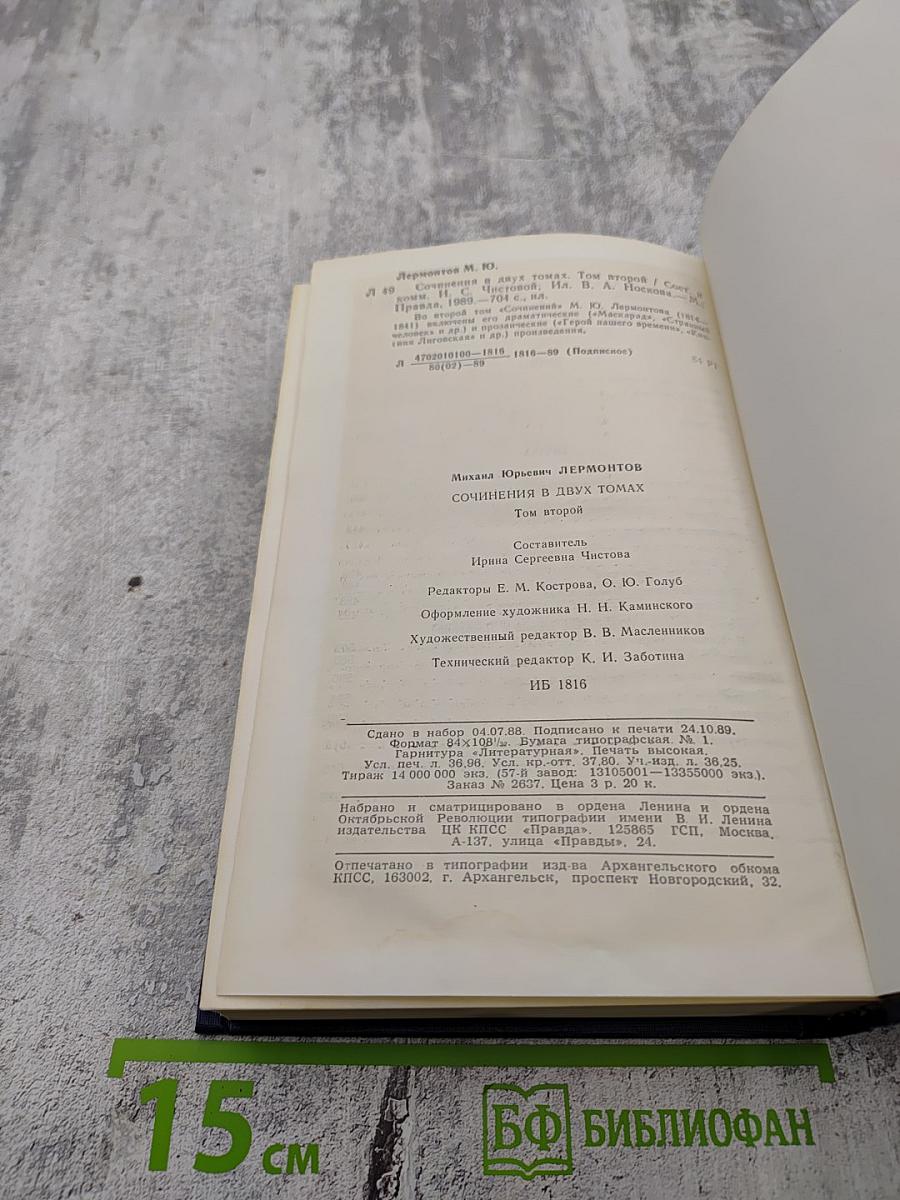 Лермонтов М. Ю.
Л 49 Сочинения в двух томах. Том второй / Сост. и
комм. И. С. Чистовой; Ил. В. А. Носкова.— М.:
Правда, 1989.—704 с., ил.
Во второй том «Сочинений» М. Ю. Лермонтова (1814—
1841) включены его драматические («Маскарад», «Странный
человек» и др.) и прозаические («Герой нашего времени», «Кня-
гиня Лиговская» и др.) произведения.
Л 4702010100—1816 1816—89 (Подписное)
80(02)—89
84 Р1
Михаил Юрьевич ЛЕРМОНТОВ
СОЧИНЕНИЯ В ДВУХ ТОМАХ
Том второй
Составитель
Ирина Сергеевна Чистова
Редакторы Е. М. Кострова, О. Ю. Голуб
Оформление художника Н. Н. Каминского
Художественный редактор В. В. Масленников
Технический редактор К. И. Заботина
ИБ 1816
Сдано в набор 04.07.88. Подписано к печати 24.10.89.
Формат 84×108¹/₃₂. Бумага типографская № 1.
Гарнитура «Литературная». Печать высокая.
Усл. печ. л. 36,96. Усл. кр.-отт. 37,80. Уч.-изд. л. 36,25.
Тираж 14 000 000 экз. (57-й завод: 13105001—13355000 экз.).
Заказ № 2637. Цена 3 р. 20 к.
Набрано и сматрицировано в ордена Ленина и ордена
Октябрьской Революции типографии имени В. И. Ленина
издательства ЦК КПСС «Правда». 125865 ГСП, Москва,
А-137, улица «Правды», 24.
Отпечатано в типографии изд-ва Архангельского обкома
КПСС, 163002, г. Архангельск, проспект Новгородский, 32.
15 см
БФ БИБЛИОФАН